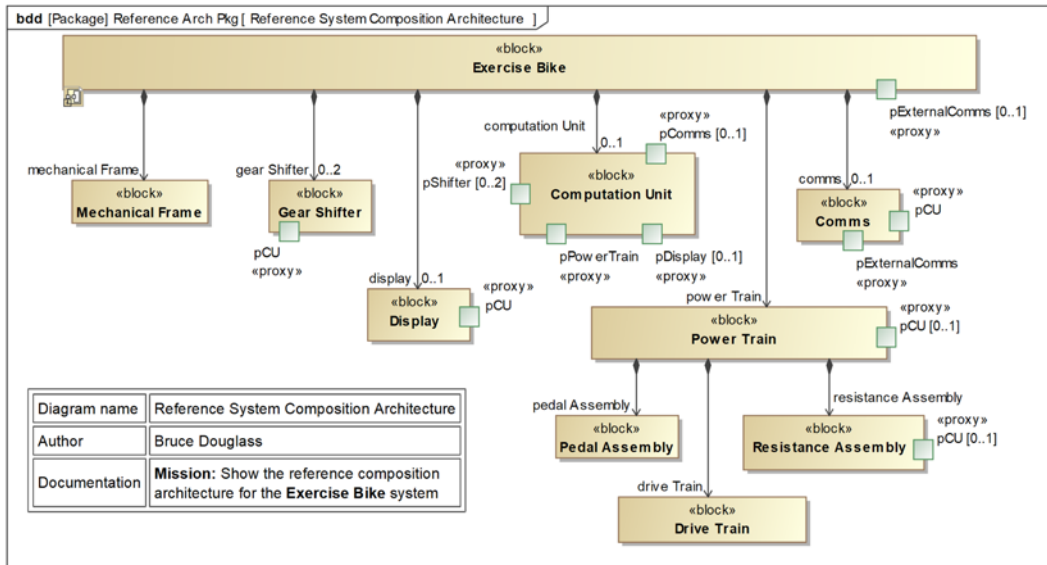 bdd [Package] Reference Arch Pkg [ Reference System Composition Architecture ]
«block»
Exercise Bike
pExternalComms [0..1]
«proxy»
computation Unit
0..1
«proxy»
pComms [0..1]
mechanical Frame
«block»
Mechanical Frame
gear Shifter 0..2
«block»
Gear Shifter
pCU
«proxy»
«proxy»
pShifter [0..2]
«block»
Computation Unit
pPowerTrain
«proxy»
pDisplay [0..1]
«proxy»
comms 0..1
«block»
Comms
«proxy»
pCU
pExternalComms
«proxy»
display 0..1
«block»
Display
«proxy»
pCU
power Train
«block»
Power Train
«proxy»
pCU [0..1]
pedal Assembly
«block»
Pedal Assembly
resistance Assembly
«block»
Resistance Assembly
«proxy»
pCU [0..1]
drive Train
«block»
Drive Train
Diagram name Reference System Composition Architecture
Author Bruce Douglass
Documentation Mission: Show the reference composition
architecture for the Exercise Bike system